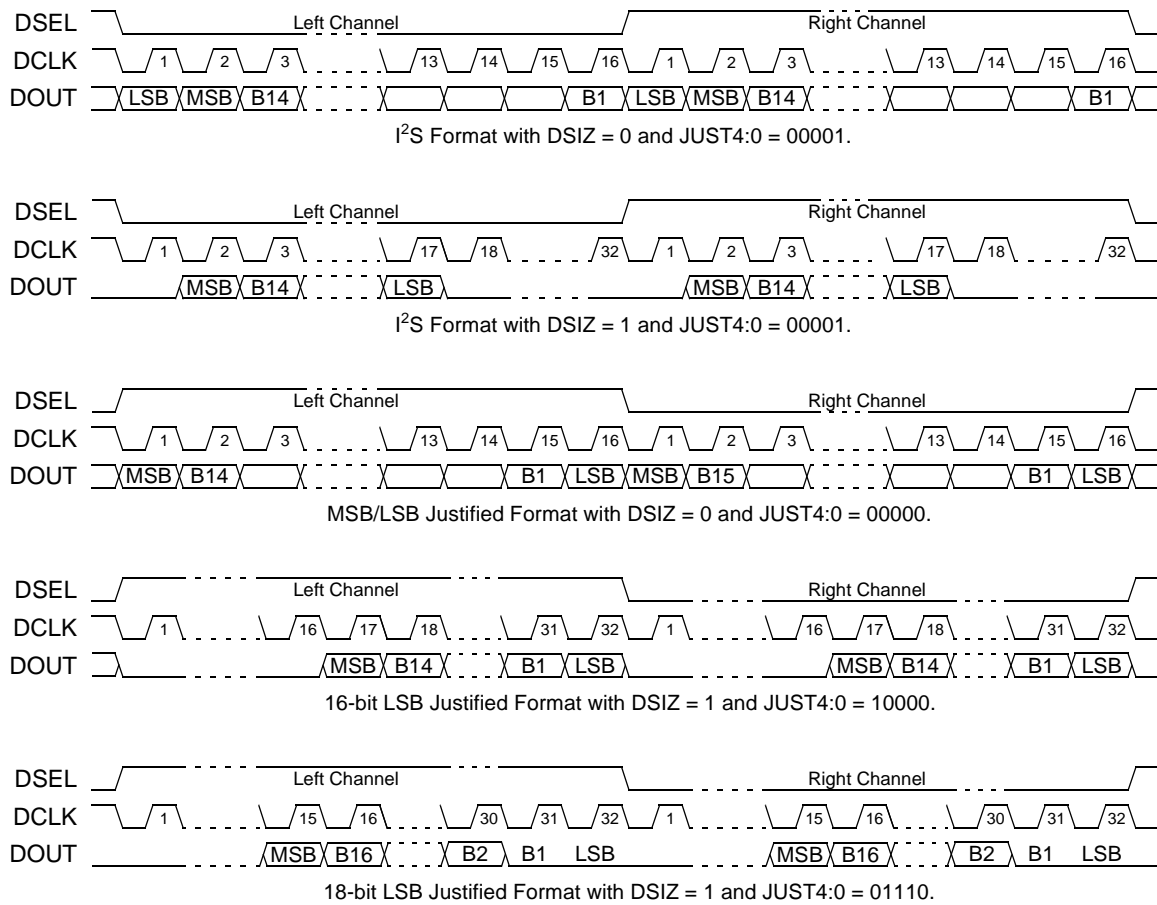 DSEL Left Channel Right Channel
DCLK 1 2 3 13 14 15 16 1 2 3 13 14 15 16
DOUT LSB MSB B14 B1 LSB MSB B14 B1
I²S Format with DSIZ = 0 and JUST4:0 = 00001.
DSEL Left Channel Right Channel
DCLK 1 2 3 17 18 32 1 2 3 17 18 32
DOUT MSB B14 LSB MSB B14 LSB
I²S Format with DSIZ = 1 and JUST4:0 = 00001.
DSEL Left Channel Right Channel
DCLK 1 2 3 13 14 15 16 1 2 3 13 14 15 16
DOUT MSB B14 B1 LSB MSB B15 B1 LSB
MSB/LSB Justified Format with DSIZ = 0 and JUST4:0 = 00000.
DSEL Left Channel Right Channel
DCLK 1 16 17 18 31 32 1 16 17 18 31 32
DOUT MSB B14 B1 LSB MSB B14 B1 LSB
16-bit LSB Justified Format with DSIZ = 1 and JUST4:0 = 10000.
DSEL Left Channel Right Channel
DCLK 1 15 16 30 31 32 1 15 16 30 31 32
DOUT MSB B16 B2 B1 LSB MSB B16 B2 B1 LSB
18-bit LSB Justified Format with DSIZ = 1 and JUST4:0 = 01110.